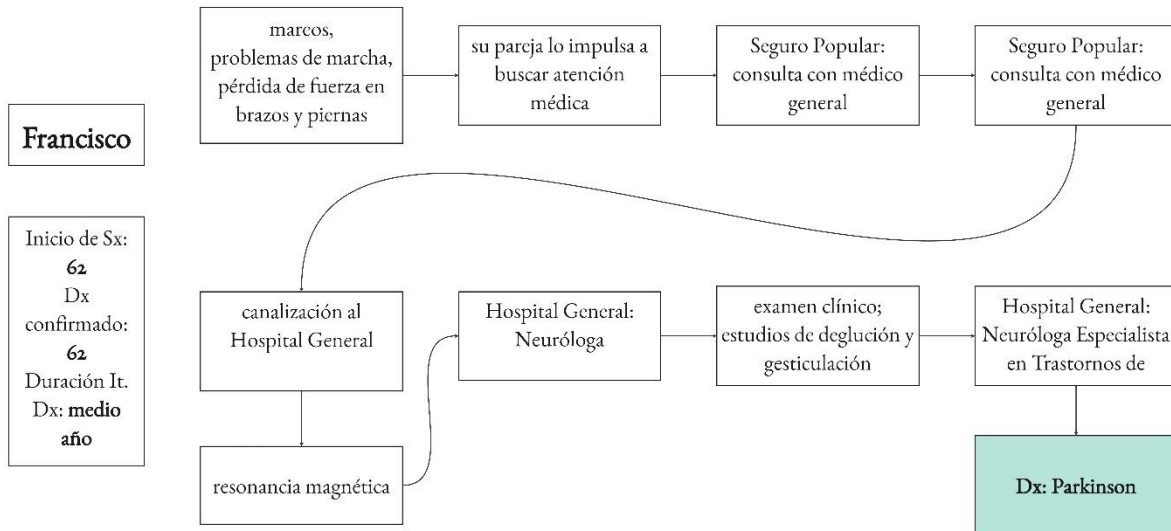 mareos,
problemas de marcha,
pérdida de fuerza en
brazos y piernas
su pareja lo impulsa a
buscar atención
médica
Seguro Popular:
consulta con médico
general
Seguro Popular:
consulta con médico
general
Francisco
Inicio de Sx:
62
Dx
confirmado:
62
Duración It.
Dx: medio
año
canalización al
Hospital General
Hospital General:
Neuróloga
examen clínico;
estudios de deglución y
gesticulación
Hospital General:
Neuróloga Especialista
en Trastornos de
resonancia magnética
Dx: Parkinson